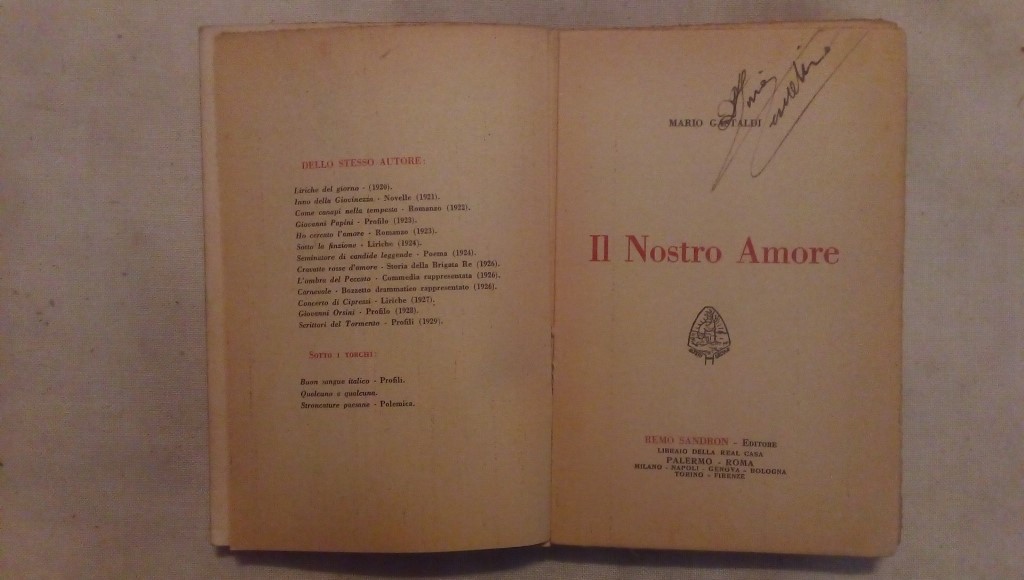 DELLO STESSO AUTORE:
Liriche del giorno - (1920).
Inno della Giovinezza - Novelle (1921).
Come canapi nella tempesta - Romanzo (1922).
Giovanni Papini - Profilo (1923).
Ho cercato l'amore - Romanzo (1923).
Sotto la finzione - Liriche (1924).
Seminatore di candide leggende - Poema (1924).
Cravatte rosse d'amore - Storia della Brigata Re (1926).
L'ombra del Peccato - Commedia rappresentata (1926).
Carnevale - Bozzetto drammatico rappresentato (1926).
Concerto di Cipressi - Liriche (1927).
Giovanni Orsini - Profilo (1928).
Scrittori del Tormento - Profili (1929).
SOTTO I TORCHI:
Buon sangue italico - Profili.
Qualcuno e qualcuna.
Stroncature paesane - Polemica.
MARIO GASTALDI
Il Nostro Amore
REMO SANDRON - EDITORE
LIBRAIO DELLA REAL CASA
PALERMO - ROMA
MILANO - NAPOLI - GENOVA - BOLOGNA
TORINO - FIRENZE